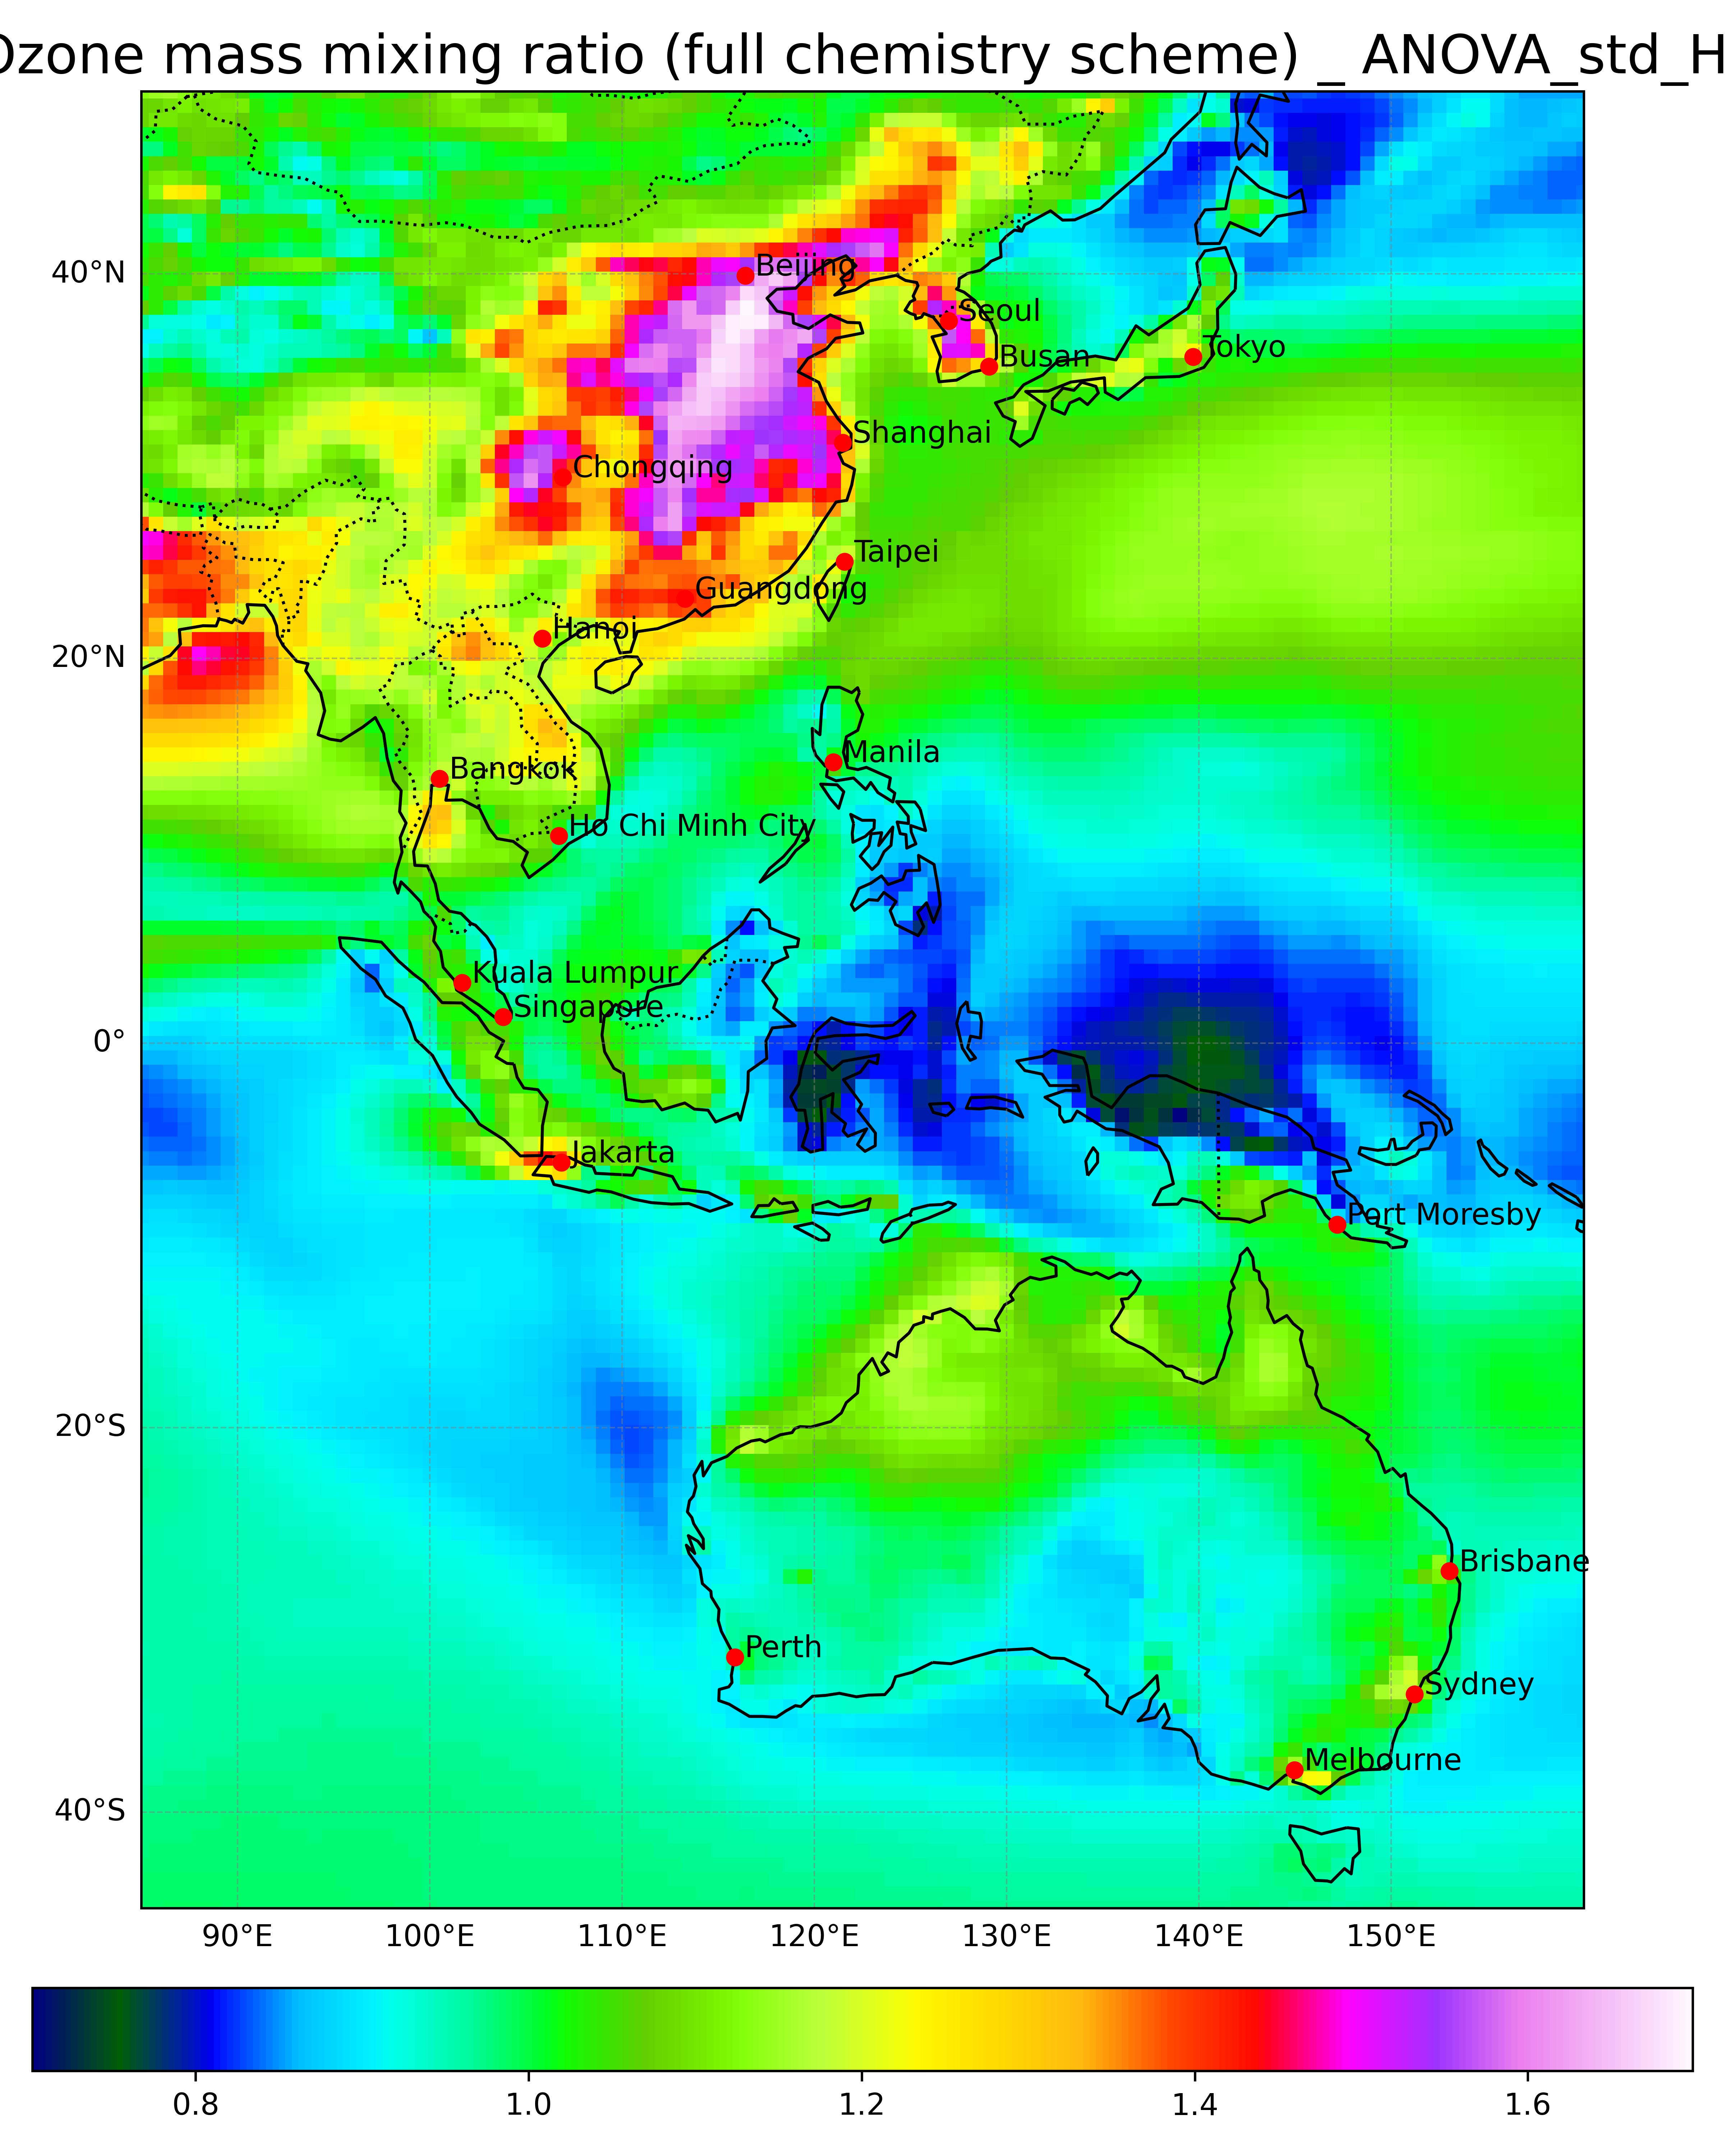 Ozone mass mixing ratio (full chemistry scheme) _ ANOVA_std_H
40°N
20°N
0°
20°S
40°S
Beijing
Seoul
Busan
Tokyo
Shanghai
Chongqing
Taipei
Guangdong
Hanoi
Manila
Bangkok
Ho Chi Minh City
Kuala Lumpur
Singapore
Jakarta
Port Moresby
Brisbane
Perth
Sydney
Melbourne
90°E 100°E 110°E 120°E 130°E 140°E 150°E
0.8 1.0 1.2 1.4 1.6